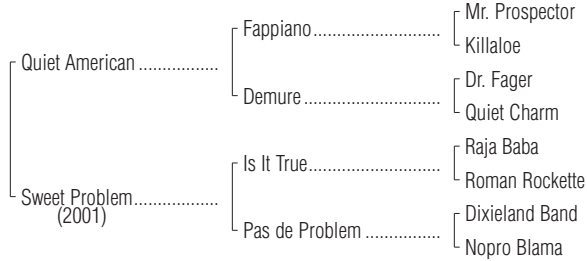 Mr. Prospector
Fappiano
Killaloe
Quiet American
Dr. Fager
Demure
Quiet Charm
Raja Baba
Is It True
Roman Rockette
Sweet Problem
(2001)
Dixieland Band
Pas de Problem
Nopro Blama